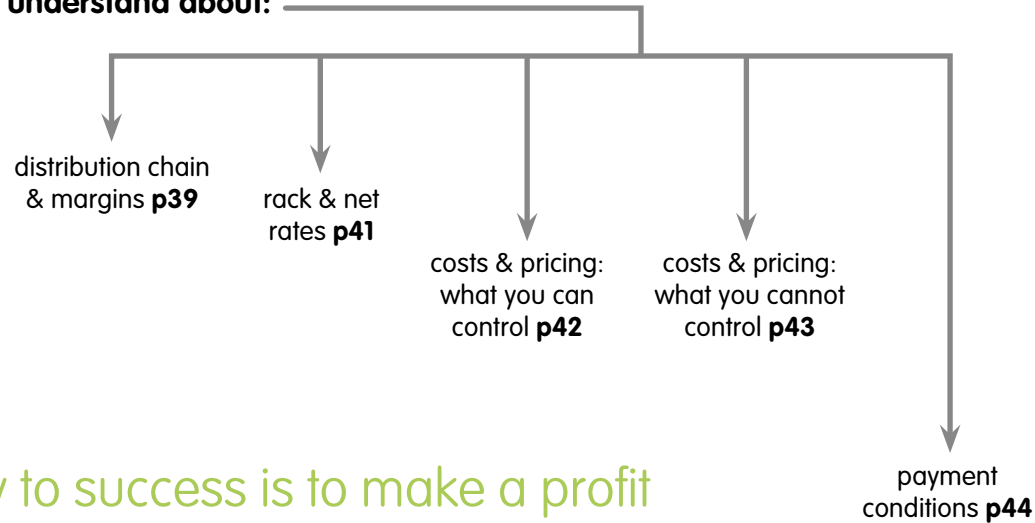 understand about:
distribution chain
& margins p39
rack & net
rates p41
costs & pricing:
what you can
control p42
costs & pricing:
what you cannot
control p43
to success is to make a profit
payment
conditions p44